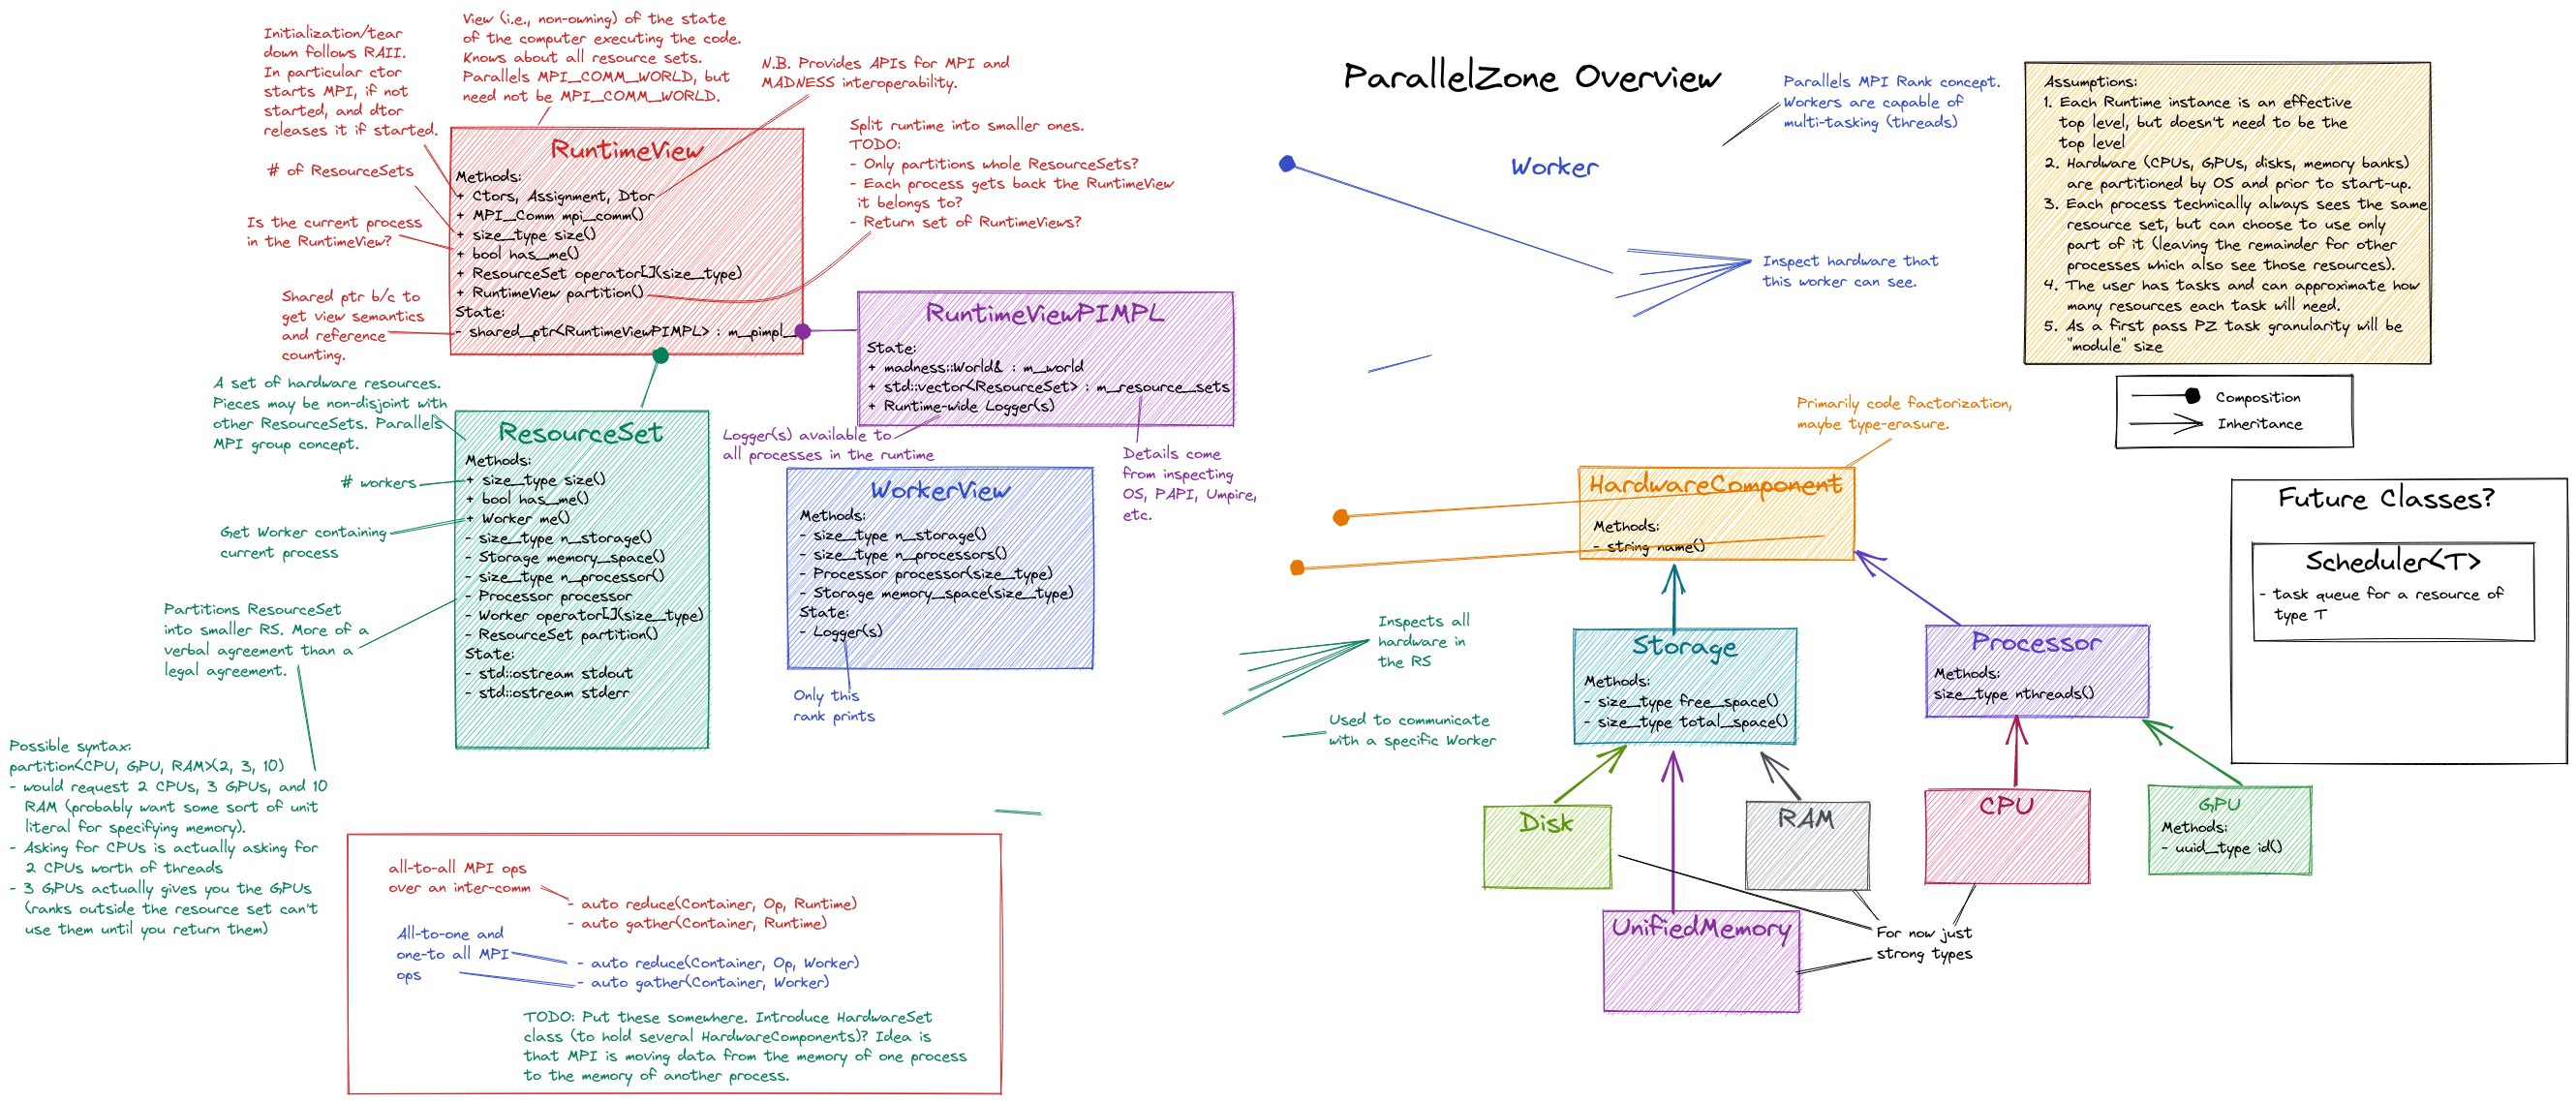 ParallelZone Overview
Initialization/tear
down follows RAII.
In particular ctor
starts MPI, if not
started, and dtor
releases it if started.
View (i.e., non-owning) of the state
of the computer executing the code.
Knows about all resource sets.
Parallels MPI_COMM_WORLD, but
need not be MPI_COMM_WORLD.
N.B. Provides APIs for MPI and
MADNESS interoperability.
# of ResourceSets
Is the current process
in the RuntimeView?
Shared ptr b/c to
get view semantics
and reference
counting.
RuntimeView
Methods:
+ Ctors, Assignment, Dtor
+ MPI_Comm mpi_comm()
+ size_type size()
+ bool has_me()
+ ResourceSet operator[](size_type)
+ RuntimeView partition()
State:
- shared_ptr<RuntimeViewPIMPL> : m_pimpl_
Split runtime into smaller ones.
TODO:
- Only partitions whole ResourceSets?
- Each process gets back the RuntimeView
it belongs to?
- Return set of RuntimeViews?
RuntimeViewPIMPL
State:
+ madness::World& : m_world
+ std::vector<ResourceSet> : m_resource_sets
+ Runtime-wide Logger(s)
Logger(s) available to
all processes in the runtime
Details come
from inspecting
OS, PAPI, Umpire,
etc.
A set of hardware resources.
Pieces may be non-disjoint with
other ResourceSets. Parallels
MPI group concept.
# workers
Get Worker containing
current process
Partitions ResourceSet
into smaller RS. More of a
verbal agreement than a
legal agreement.
ResourceSet
Methods:
+ size_type size()
+ bool has_me()
+ Worker me()
- size_type n_storage()
- Storage memory_space()
- size_type n_processor()
- Processor processor
- Worker operator[](size_type)
- ResourceSet partition()
State:
- std::ostream stdout
- std::ostream stderr
Possible syntax:
partition<CPU, GPU, RAM>(2, 3, 10)
- would request 2 CPUs, 3 GPUs, and 10
RAM (probably want some sort of unit
literal for specifying memory).
- Asking for CPUs is actually asking for
2 CPUs worth of threads
- 3 GPUs actually gives you the GPUs
(ranks outside the resource set can't
use them until you return them)
WorkerView
Methods:
- size_type n_storage()
- size_type n_processors()
- Processor processor(size_type)
- Storage memory_space(size_type)
State:
- Logger(s)
Only this
rank prints
all-to-all MPI ops
over an inter-comm
- auto reduce(Container, Op, Runtime)
- auto gather(Container, Runtime)
All-to-one and
one-to all MPI
ops
- auto reduce(Container, Op, Worker)
- auto gather(Container, Worker)
TODO: Put these somewhere. Introduce HardwareSet
class (to hold several HardwareComponents)? Idea is
that MPI is moving data from the memory of one process
to the memory of another process.
Worker
Parallels MPI Rank concept.
Workers are capable of
multi-tasking (threads)
Inspect hardware that
this worker can see.
Inspects all
hardware in
the RS
Used to communicate
with a specific Worker
Primarily code factorization,
maybe type-erasure.
HardwareComponent
Methods:
- string name()
Storage
Methods:
- size_type free_space()
- size_type total_space()
Processor
Methods:
size_type nthreads()
Disk
RAM
UnifiedMemory
CPU
GPU
Methods:
- uuid_type id()
For now just
strong types
Assumptions:
1. Each Runtime instance is an effective
top level, but doesn't need to be the
top level
2. Hardware (CPUs, GPUs, disks, memory banks)
are partitioned by OS and prior to start-up.
3. Each process technically always sees the same
resource set, but can choose to use only
part of it (leaving the remainder for other
processes which also see those resources).
4. The user has tasks and can approximate how
many resources each task will need.
5. As a first pass PZ task granularity will be
"module" size
Composition
Inheritance
Future Classes?
Scheduler<T>
- task queue for a resource of
type T